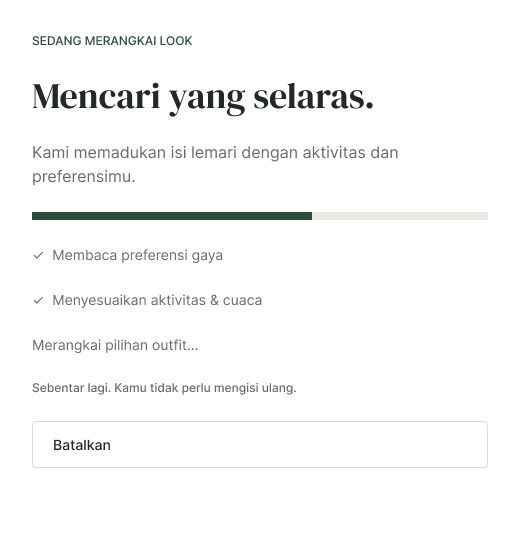 SEDANG MERANGKAI LOOK
Mencari yang selaras.
Kami memadukan isi lemari dengan aktivitas dan
preferensimu.
✓ Membaca preferensi gaya
✓ Menyesuaikan aktivitas & cuaca
Merangkai pilihan outfit...
Sebentar lagi. Kamu tidak perlu mengisi ulang.
Batalkan